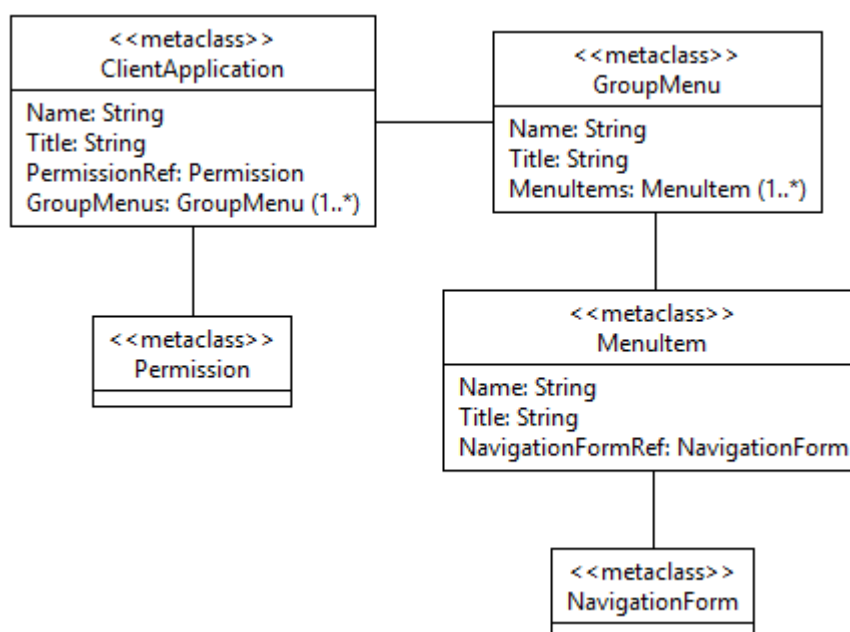 <<metaclass>>
ClientApplication
Name: String
Title: String
PermissionRef: Permission
GroupMenus: GroupMenu (1..*)
<<metaclass>>
GroupMenu
Name: String
Title: String
MenuItems: MenuItem (1..*)
<<metaclass>>
Permission
<<metaclass>>
MenuItem
Name: String
Title: String
NavigationFormRef: NavigationForm
<<metaclass>>
NavigationForm